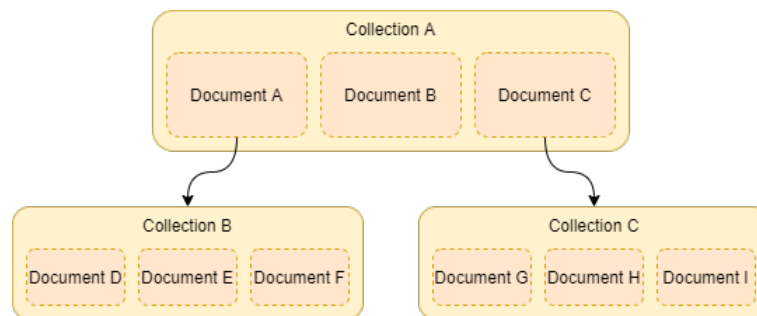 Collection A
Document A
Document B
Document C
Collection B
Document D
Document E
Document F
Collection C
Document G
Document H
Document I